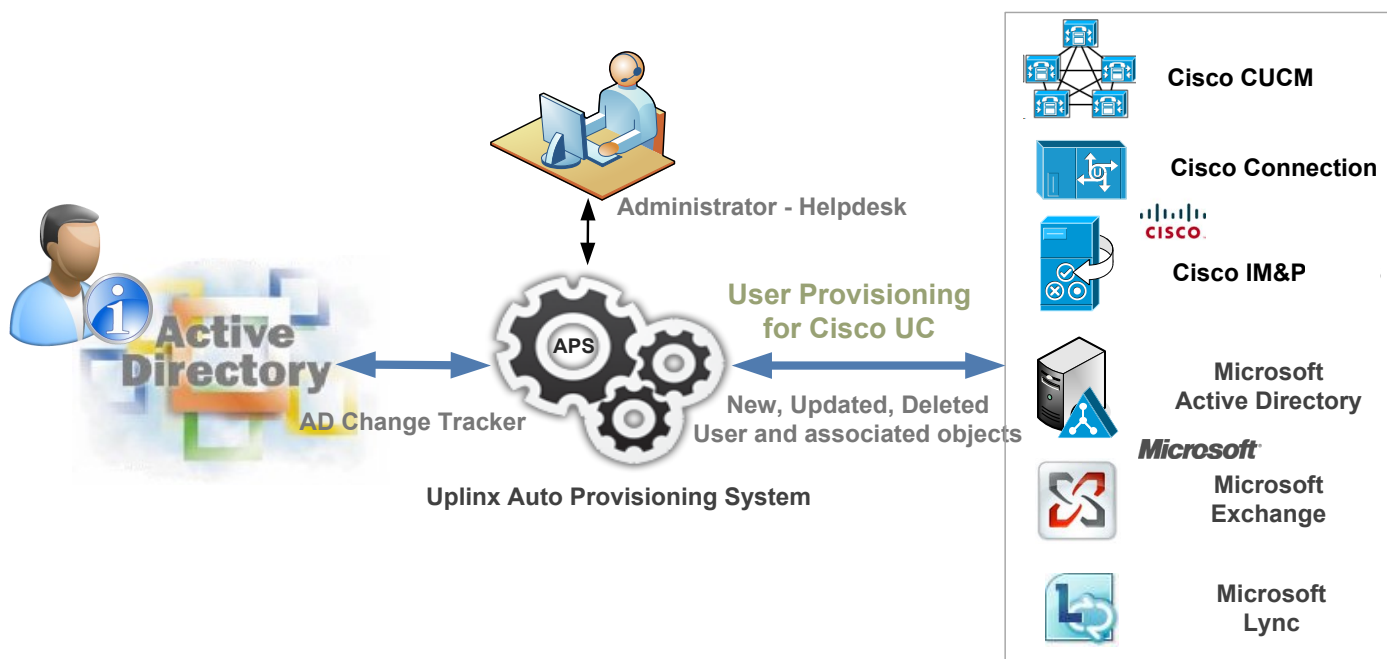 Cisco CUCM
Cisco Connection
CISCO
Cisco IM&P
Administrator - Helpdesk
Active
Directory
AD Change Tracker
APS
Uplinx Auto Provisioning System
User Provisioning
for Cisco UC
New, Updated, Deleted
User and associated objects
Microsoft
Active Directory
Microsoft
Microsoft
Exchange
Microsoft
Lync